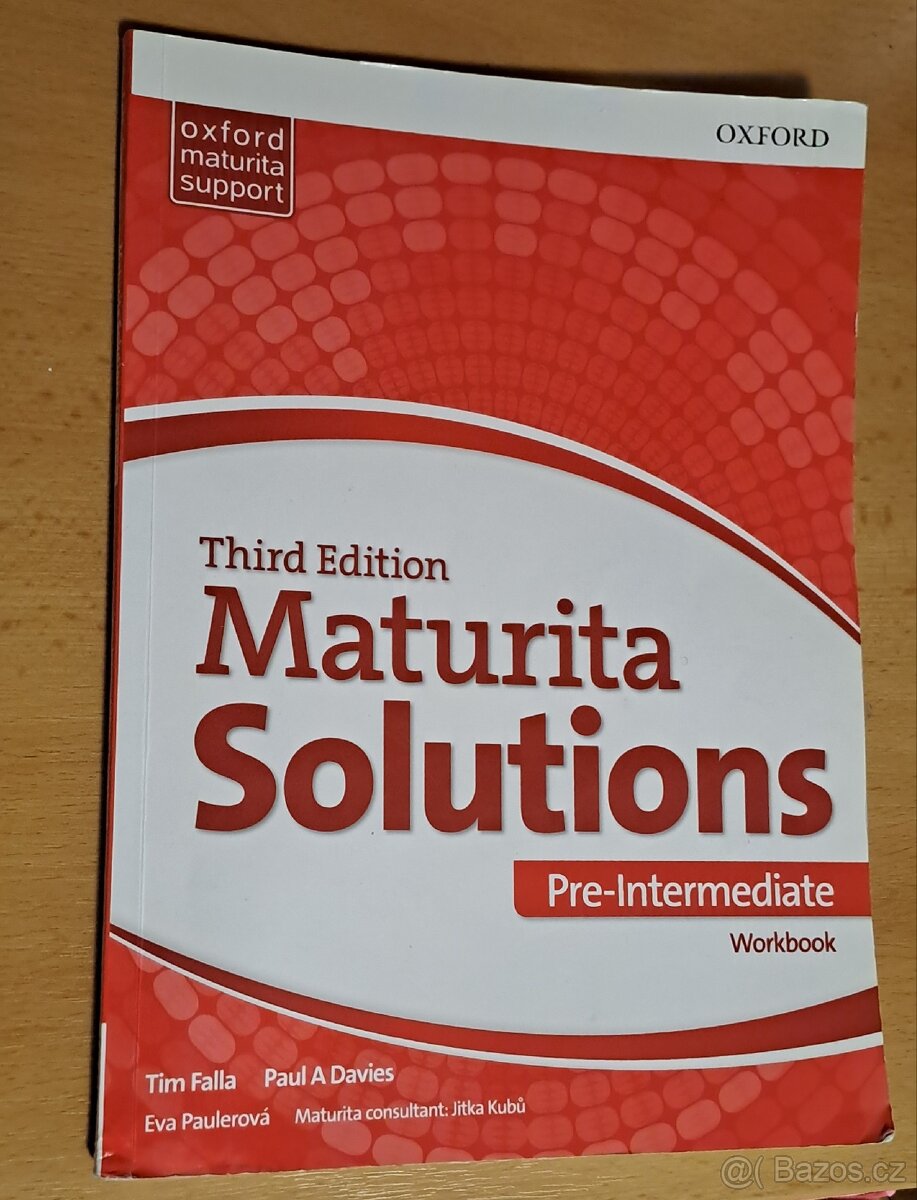 oxford
maturita
support
OXFORD
Third Edition
Maturita
Solutions
Pre-Intermediate
Workbook
Tim Falla Paul A Davies
Eva Paulerová Maturita consultant: Jitka Kubů
@( Bazos.cz